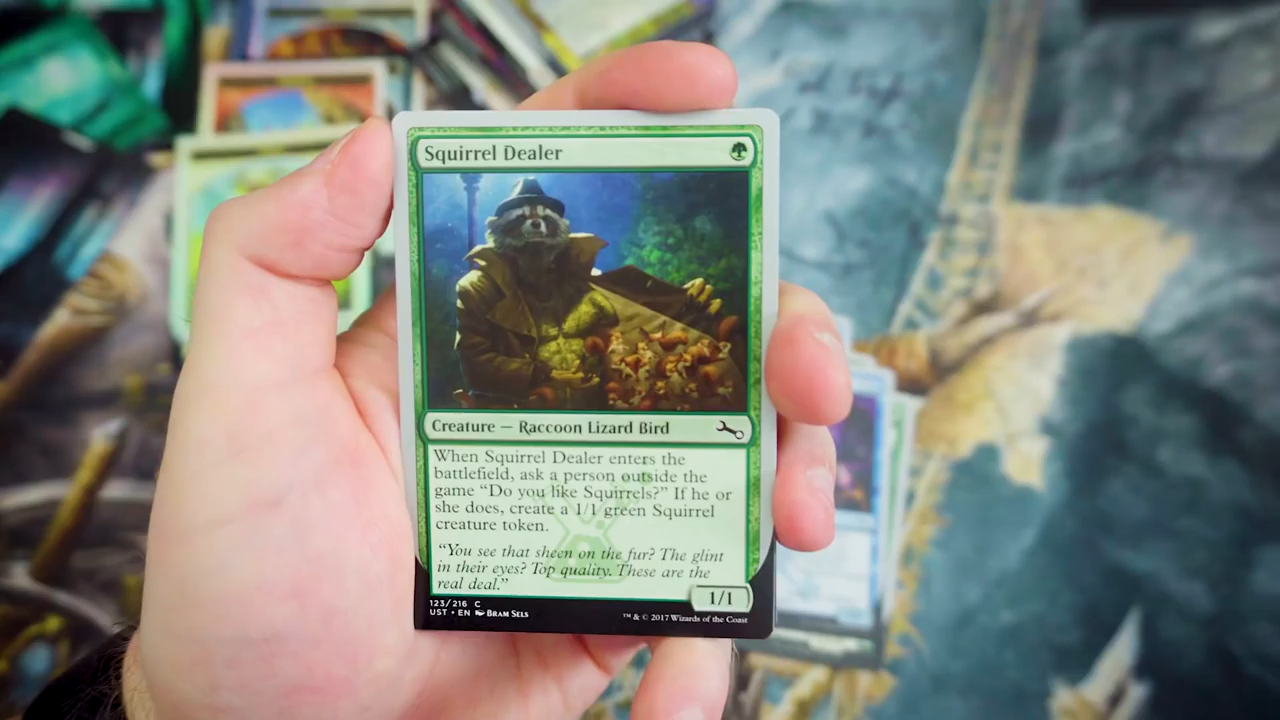 Squirrel Dealer
Creature — Raccoon Lizard Bird
When Squirrel Dealer enters the
battlefield, ask a person outside the
game “Do you like Squirrels?” If he or
she does, create a 1/1 green Squirrel
creature token.
“You see that sheen on the fur? The glint
in their eyes? Top quality. These are the
real deal.”
1/1
123/216 C
UST • EN Bram Sels
™ & © 2017 Wizards of the Coast